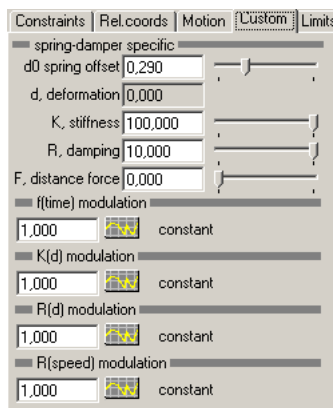 Constraints Rel.coords Motion Custom Limits
spring-damper specific
d0 spring offset 0,290
d, deformation 0,000
K, stiffness 100,000
R, damping 10,000
F, distance force 0,000
f(time) modulation
1,000 constant
K(d) modulation
1,000 constant
R(d) modulation
1,000 constant
R(speed) modulation
1,000 constant